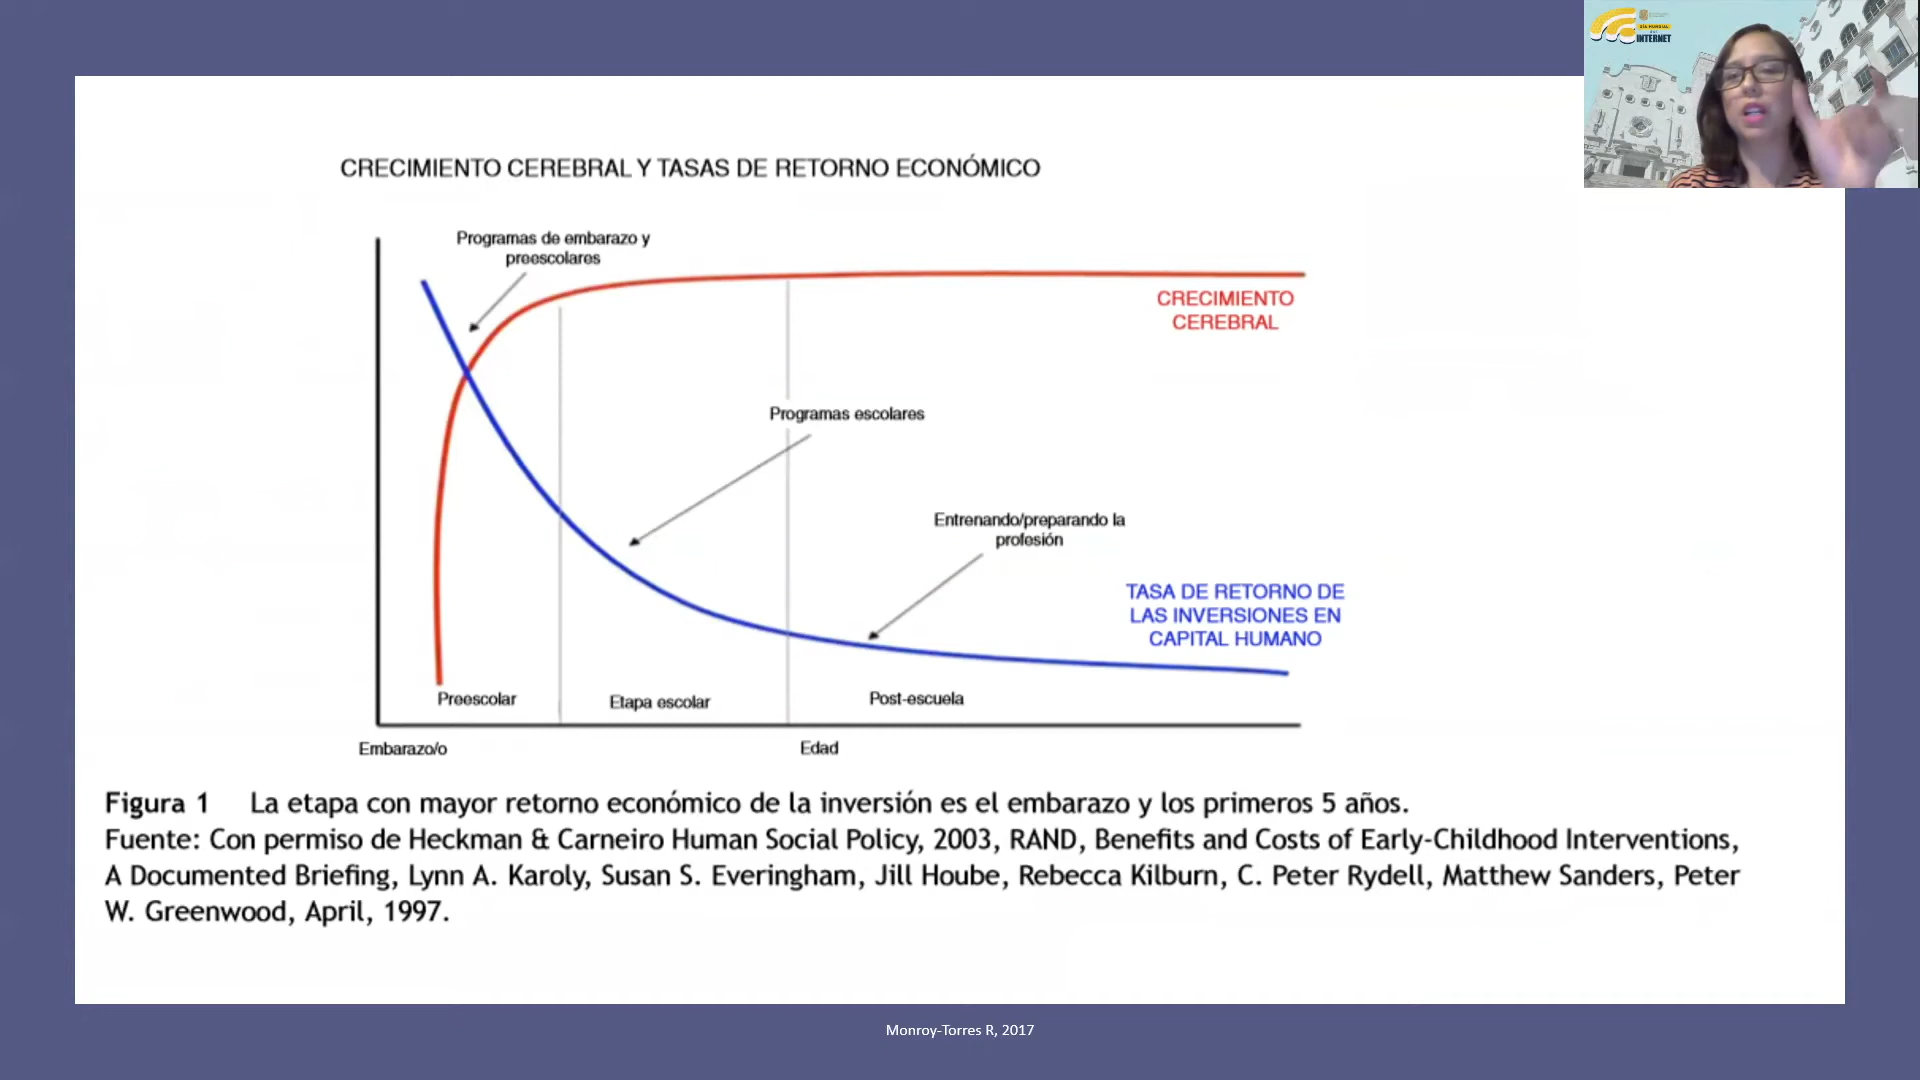 DÍA MUNDIAL
INTERNET
CRECIMIENTO CEREBRAL Y TASAS DE RETORNO ECONÓMICO
Programas de embarazo y
preescolares
CRECIMIENTO
CEREBRAL
Programas escolares
Entrenando/preparando la
profesión
TASA DE RETORNO DE
LAS INVERSIONES EN
CAPITAL HUMANO
Preescolar
Etapa escolar
Post-escuela
Embarazo/o
Edad
Figura 1 La etapa con mayor retorno económico de la inversión es el embarazo y los primeros 5 años.
Fuente: Con permiso de Heckman & Carneiro Human Social Policy, 2003, RAND, Benefits and Costs of Early-Childhood Interventions,
A Documented Briefing, Lynn A. Karoly, Susan S. Everingham, Jill Hoube, Rebecca Kilburn, C. Peter Rydell, Matthew Sanders, Peter
W. Greenwood, April, 1997.
Monroy-Torres R, 2017